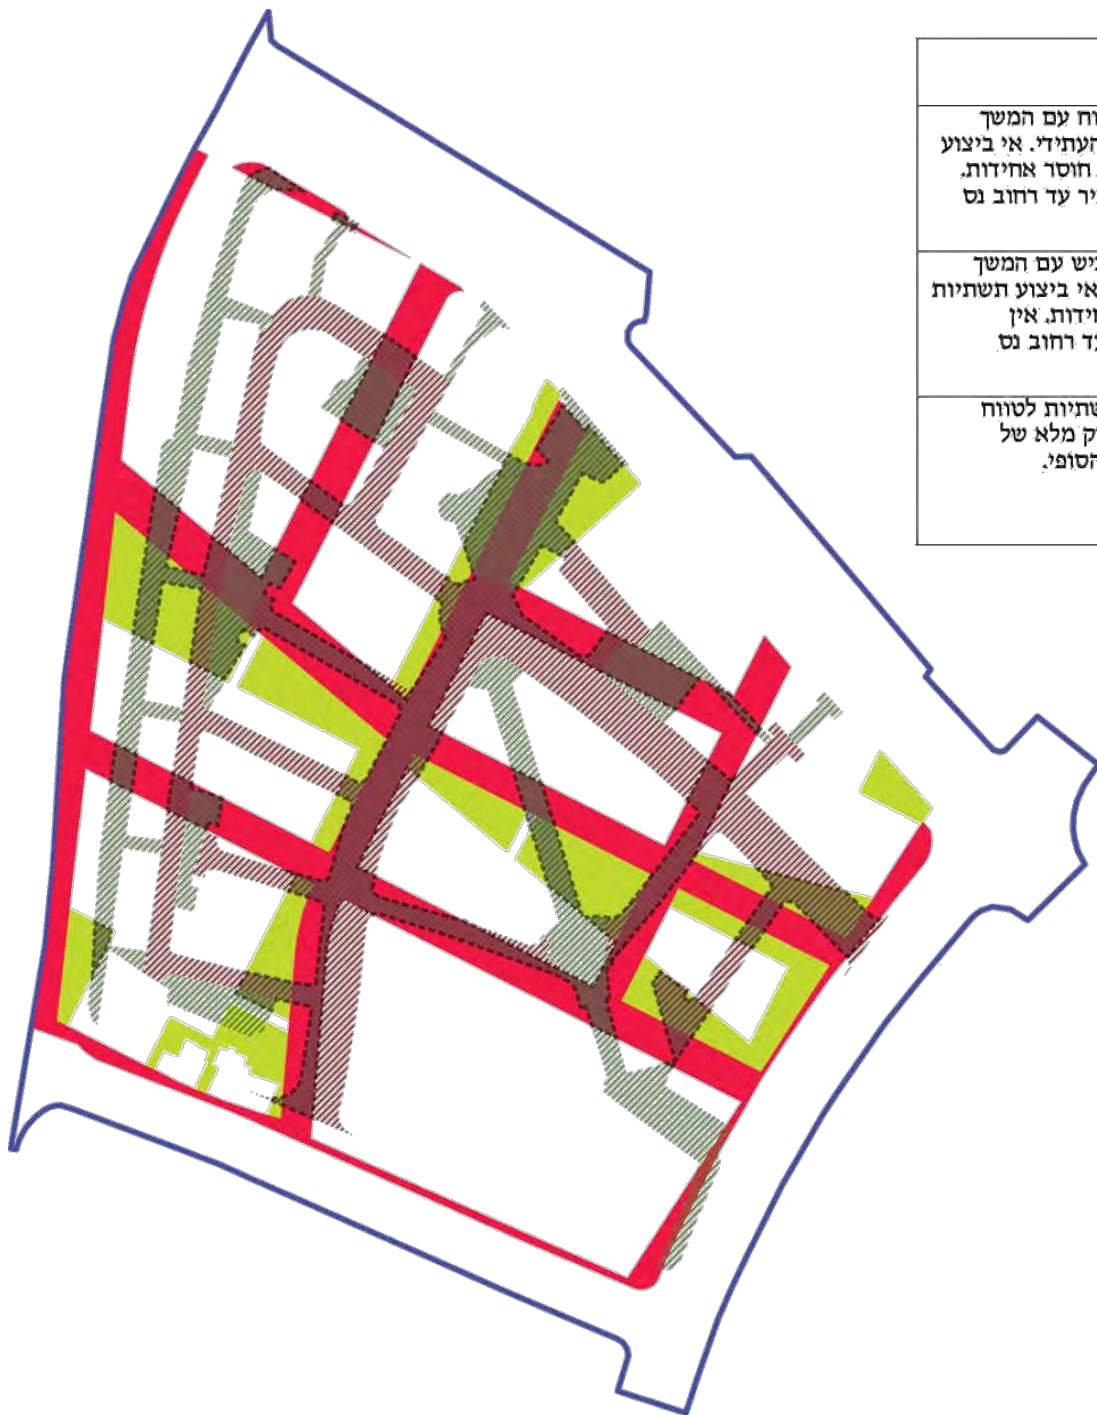 וח עם המשך
העתידי. אי ביצוע
חוסר אחידות.
יר עד רחוב נס
יש עם המשך
אי ביצוע תשתיות
חידות. אין
ד רחוב נס
שתיות לטווח
ק מלא של
הסופי.